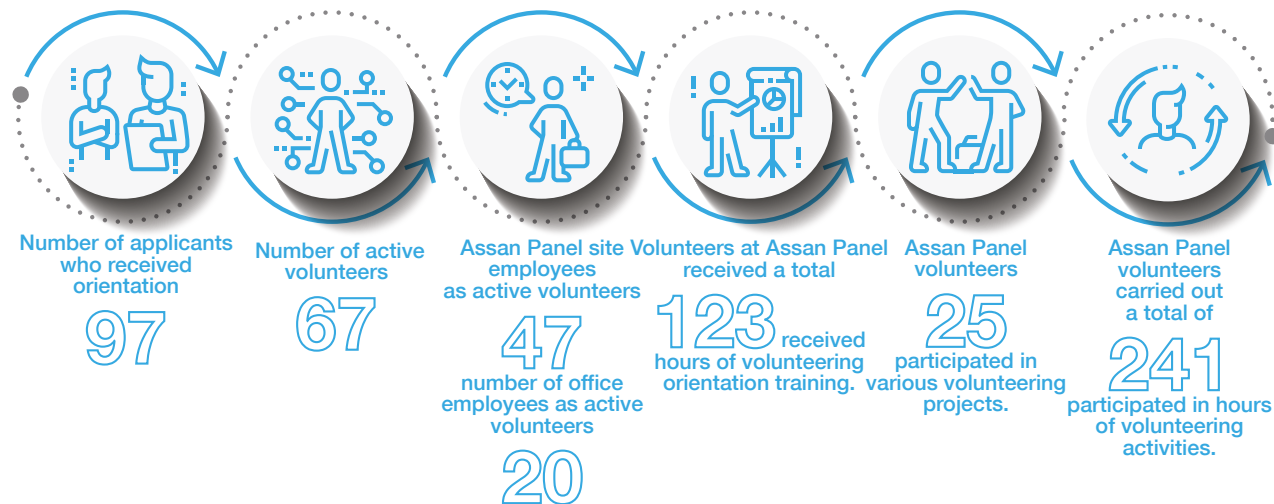 Number of applicants
who received
orientation
97
Number of active
volunteers
67
Assan Panel site
employees
as active volunteers
47
number of office
employees as active
volunteers
20
Volunteers at Assan Panel
received a total
123 received
hours of volunteering
orientation training.
Assan Panel
volunteers
25
participated in
various volunteering
projects.
Assan Panel
volunteers
carried out
a total of
241
participated in hours
of volunteering
activities.